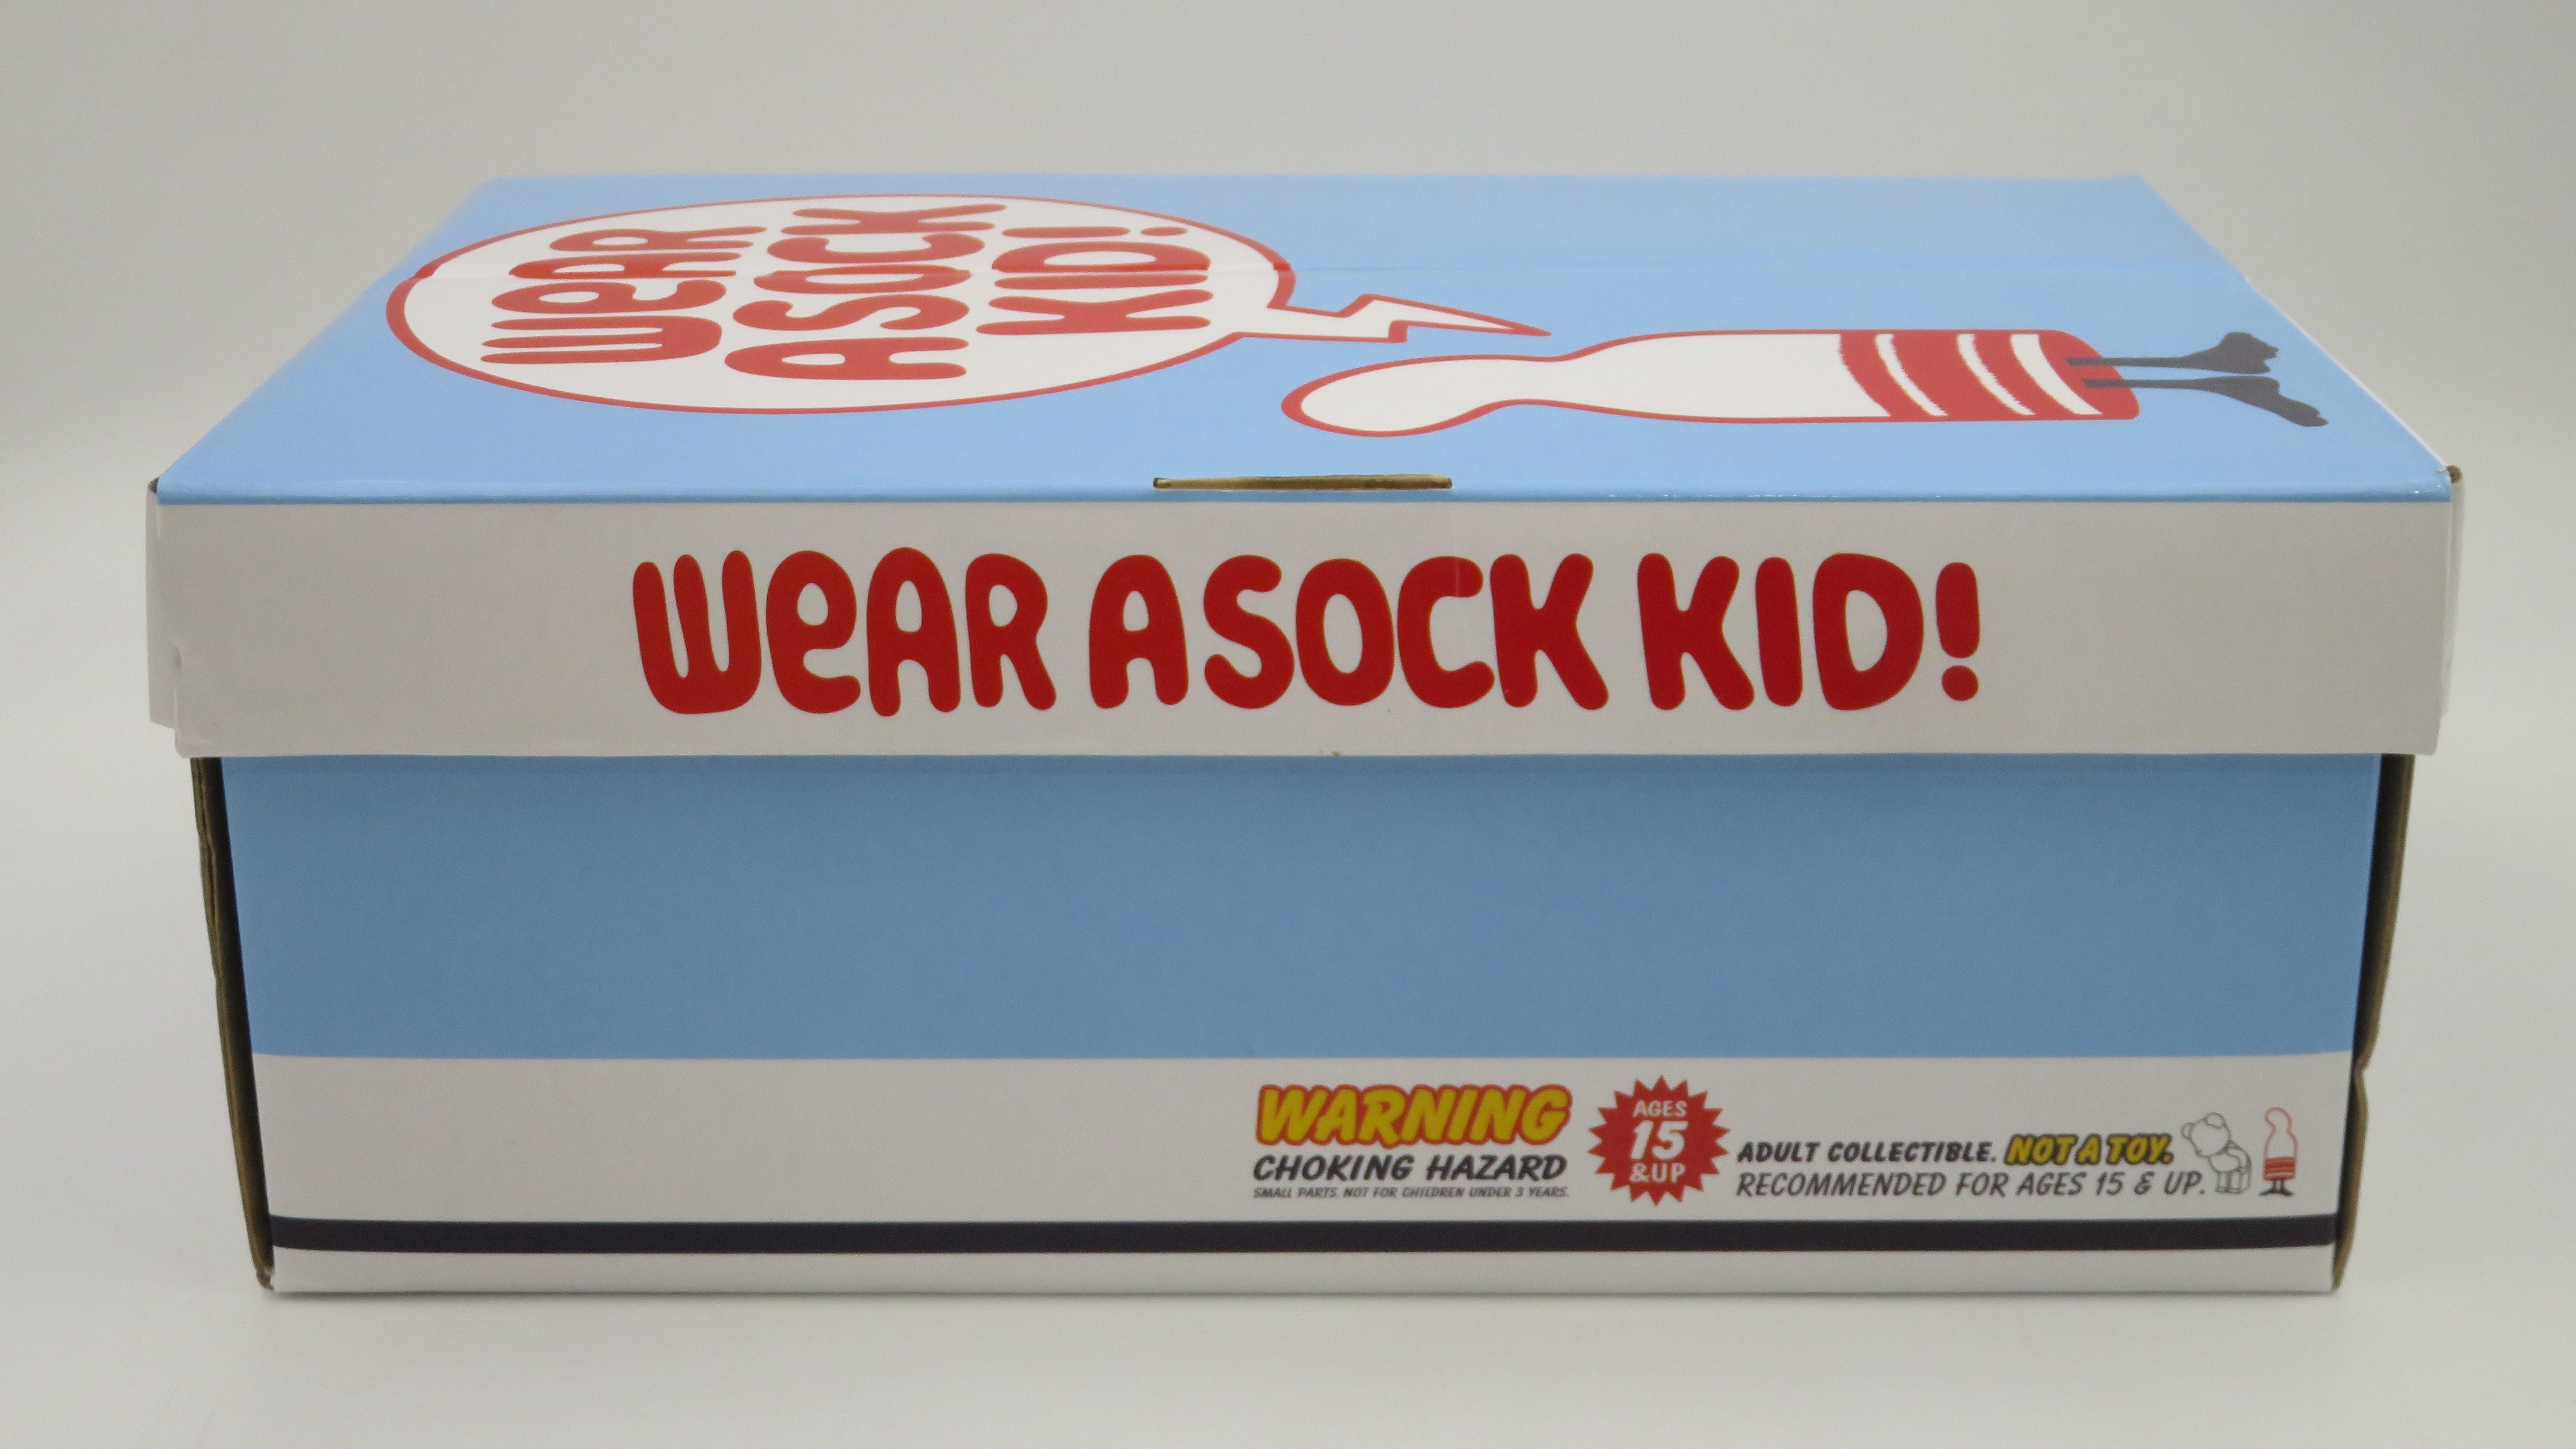 WeAR
A SOCK
KID!
WeAR A SOCK KID!
WARNING
CHOKING HAZARD
SMALL PARTS. NOT FOR CHILDREN UNDER 3 YEARS.
AGES
15
&UP
ADULT COLLECTIBLE. NOT A TOY.
RECOMMENDED FOR AGES 15 & UP.